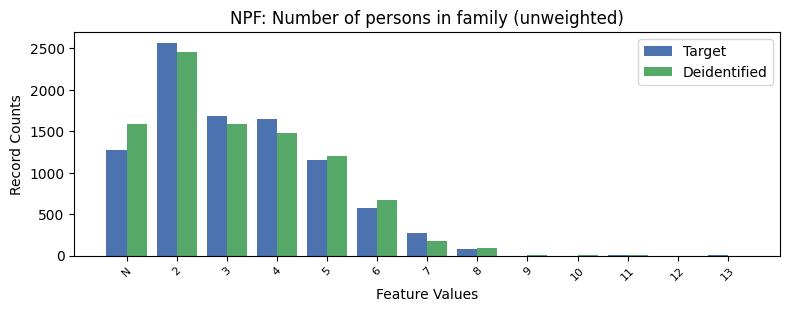 NPF: Number of persons in family (unweighted)
Target
Deidentified
Record Counts
2500
2000
1500
1000
500
0
N 2 3 4 5 6 7 8 9 10 11 12 13
Feature Values